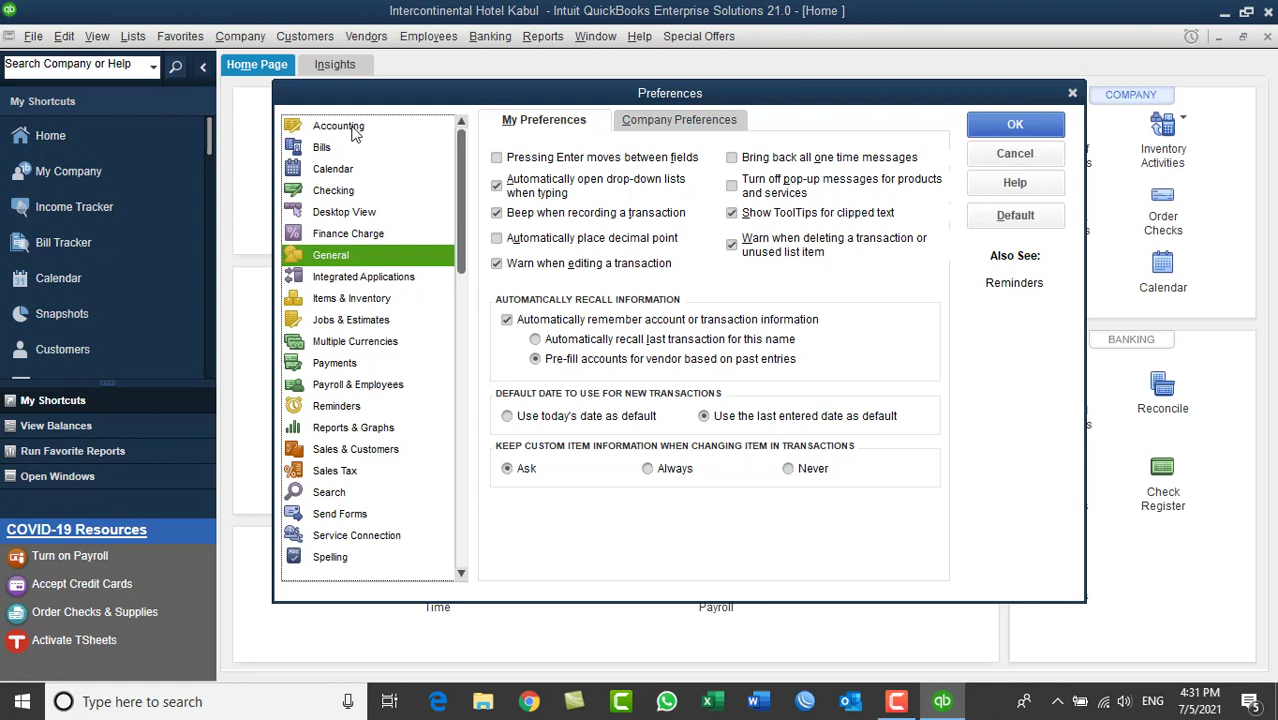 Intercontinental Hotel Kabul - Intuit QuickBooks Enterprise Solutions 21.0 - [Home ]
File Edit View Lists Favorites Company Customers Vendors Employees Banking Reports Window Help Special Offers
Search Company or Help
Home Page Insights
My Shortcuts
Home
My Company
Income Tracker
Bill Tracker
Calendar
Snapshots
Customers
My Shortcuts
View Balances
Run Favorite Reports
Open Windows
COVID-19 Resources
Turn on Payroll
Accept Credit Cards
Order Checks & Supplies
Activate TSheets
Preferences
Accounting
Bills
Calendar
Checking
Desktop View
Finance Charge
General
Integrated Applications
Items & Inventory
Jobs & Estimates
Multiple Currencies
Payments
Payroll & Employees
Reminders
Reports & Graphs
Sales & Customers
Sales Tax
Search
Send Forms
Service Connection
Spelling
My Preferences Company Preferences
Pressing Enter moves between fields
Automatically open drop-down lists
when typing
Beep when recording a transaction
Automatically place decimal point
Warn when editing a transaction
Bring back all one time messages
Turn off pop-up messages for products
and services
Show ToolTips for clipped text
Warn when deleting a transaction or
unused list item
AUTOMATICALLY RECALL INFORMATION
Automatically remember account or transaction information
Automatically recall last transaction for this name
Pre-fill accounts for vendor based on past entries
DEFAULT DATE TO USE FOR NEW TRANSACTIONS
Use today's date as default Use the last entered date as default
KEEP CUSTOM ITEM INFORMATION WHEN CHANGING ITEM IN TRANSACTIONS
Ask Always Never
OK
Cancel
Help
Default
Also See:
Reminders
Time Payroll
COMPANY
Inventory
Activities
Order
Checks
Calendar
BANKING
Reconcile
Check
Register
Type here to search
ENG
4:31 PM
7/5/2021
5